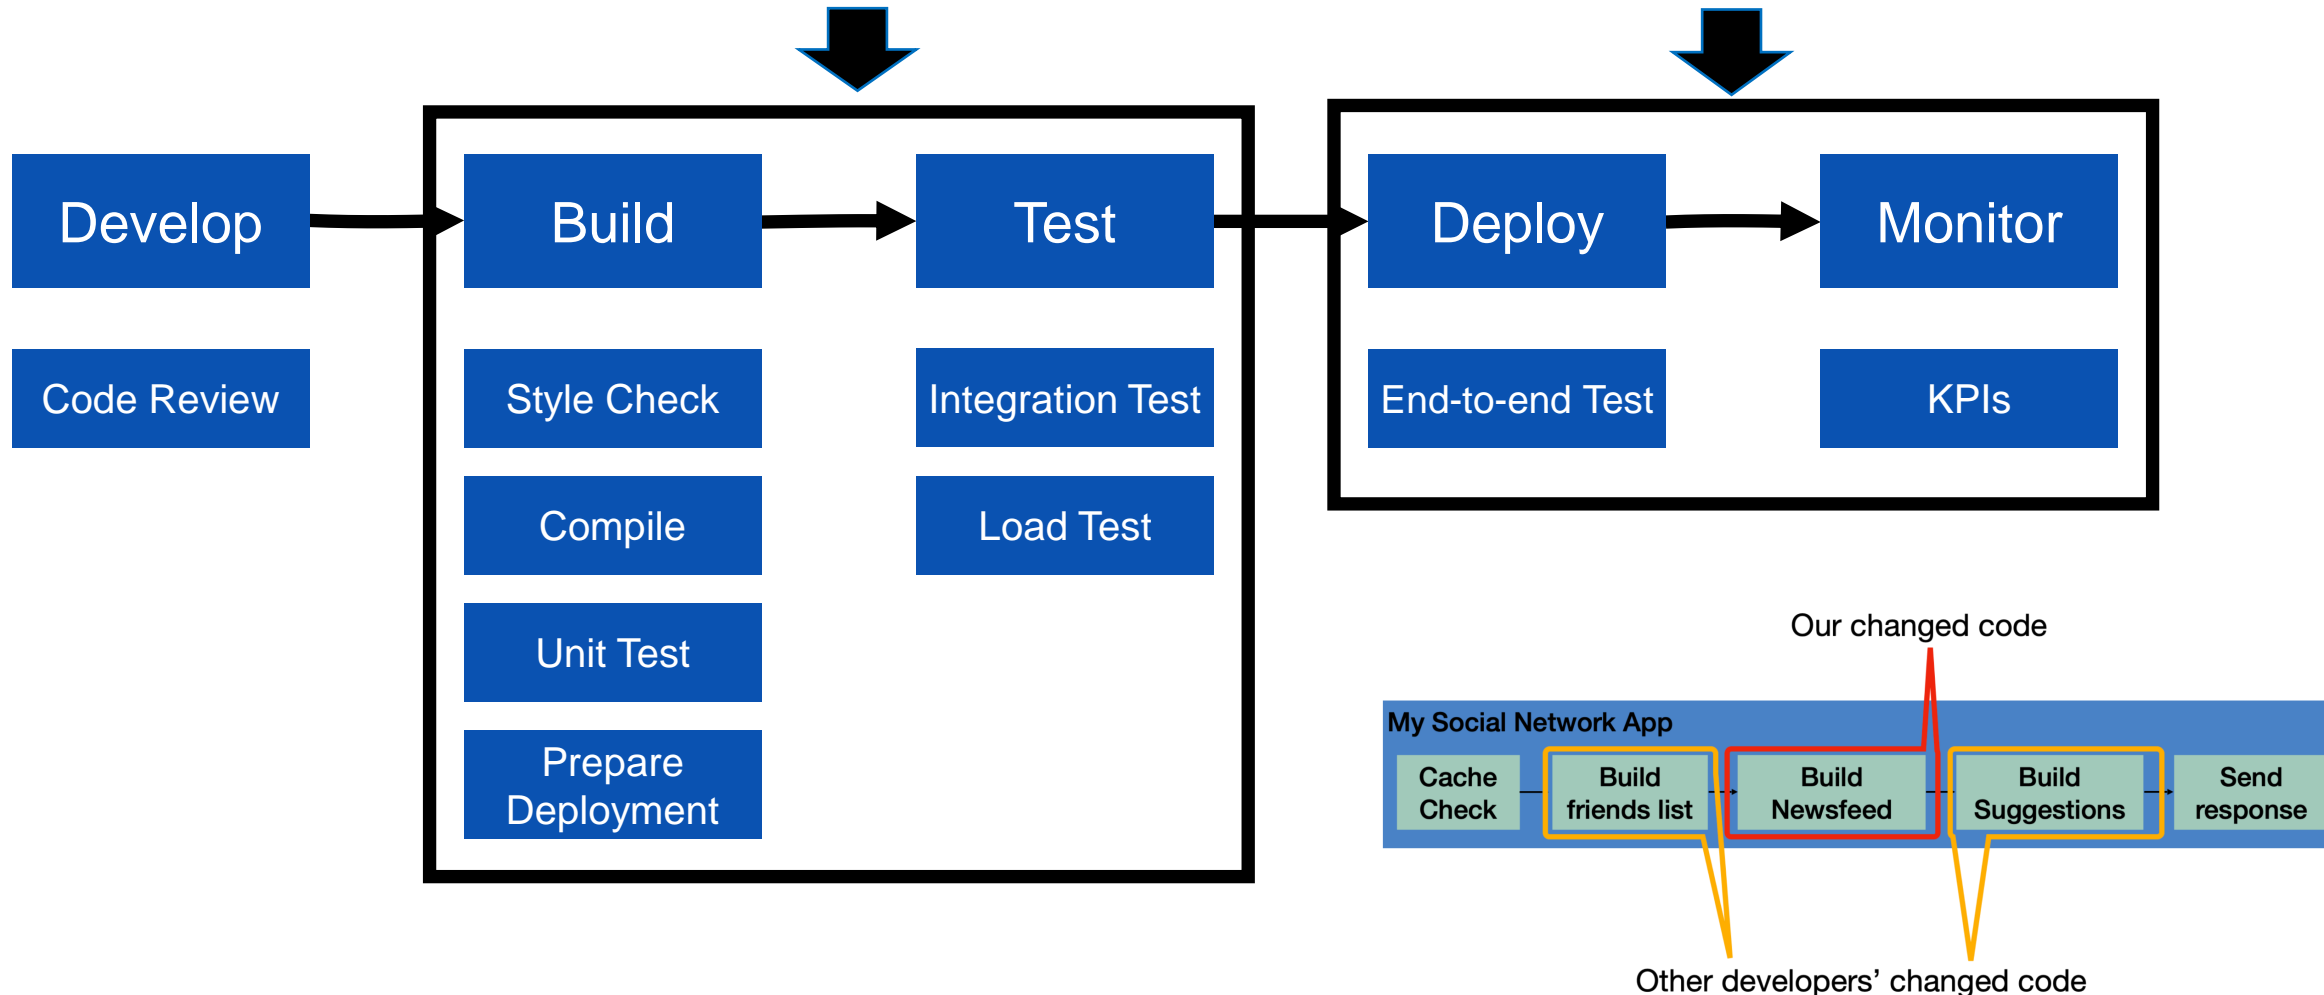 Develop
Build
Test
Deploy
Monitor
Code Review
Style Check
Integration Test
End-to-end Test
KPIs
Compile
Load Test
Unit Test
Prepare
Deployment
Our changed code
My Social Network App
Cache
Check
Build
friends list
Build
Newsfeed
Build
Suggestions
Send
response
Other developers’ changed code